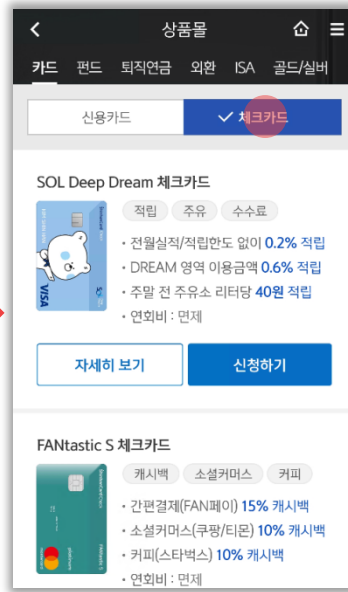 상품몰
카드 펀드 퇴직연금 외환 ISA 골드/실버
신용카드 체크카드
SOL Deep Dream 체크카드
적립 주유 수수료
· 전월실적/적립한도 없이 0.2% 적립
· DREAM 영역 이용금액 0.6% 적립
· 주말 전 주유소 리터당 40원 적립
· 연회비 : 면제
VISA
자세히 보기 신청하기
FANtastic S 체크카드
캐시백 소셜커머스 커피
· 간편결제(FAN페이) 15% 캐시백
· 소셜커머스(쿠팡/티몬) 10% 캐시백
· 커피(스타벅스) 10% 캐시백
· 연회비 : 면제